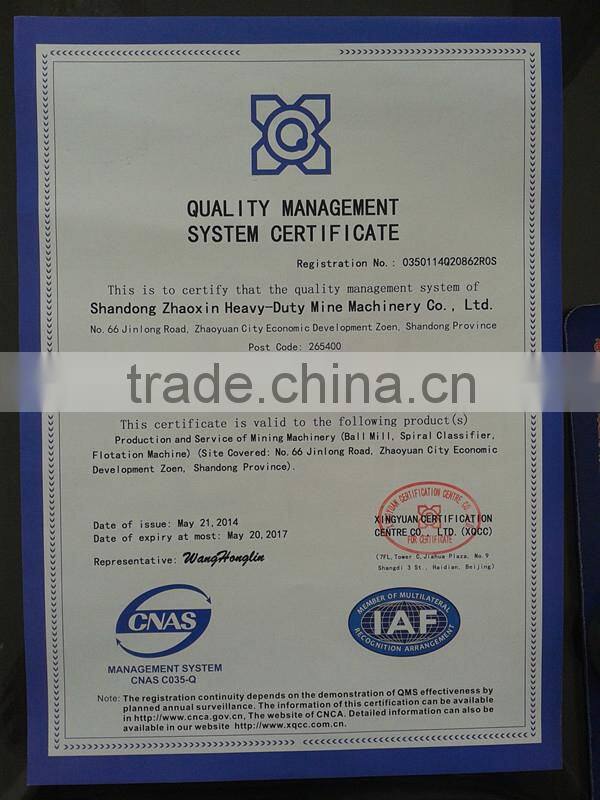 QUALITY MANAGEMENT
SYSTEM CERTIFICATE
Registration No.: 0350114Q20862R0S
This is to certify that the quality management system of
Shandong Zhaoxin Heavy-Duty Mine Machinery Co., Ltd.
No. 66 Jinlong Road, Zhaoyuan City Economic Development Zoen, Shandong Province
Post Code: 265400
trade.china.cn
This certificate is valid to the following product(s)
Production and Service of Mining Machinery (Ball Mill, Spiral Classifier,
Flotation Machine) (Site Covered: No. 66 Jinlong Road, Zhaoyuan City Economic
Development Zoen, Shandong Province).
Date of issue: May 21, 2014
Date of expiry at most: May 20, 2017
Representative: WangHonglin
XINGYUAN CERTIFICATION CENTRE CO.
FOR CERTIFICATE
XINGYUAN CERTIFICATION
CENTRE CO., LTD. (XQCC)
(7FL, Tower C, Jiahua Plaza, No. 9
Shangdi 3 St., Haidian, Beijing)
CNAS
MANAGEMENT SYSTEM
CNAS C035-Q
MEMBER OF MULTILATERAL
IAF
RECOGNITION ARRANGEMENT
Note: The registration continuity depends on the demonstration of QMS effectiveness by
planned annual surveillance. The information of this certification can be available
in http://www.cnca.gov.cn, The website of CNCA. Detailed information can also be
available in our website http://www.xqcc.com.cn.